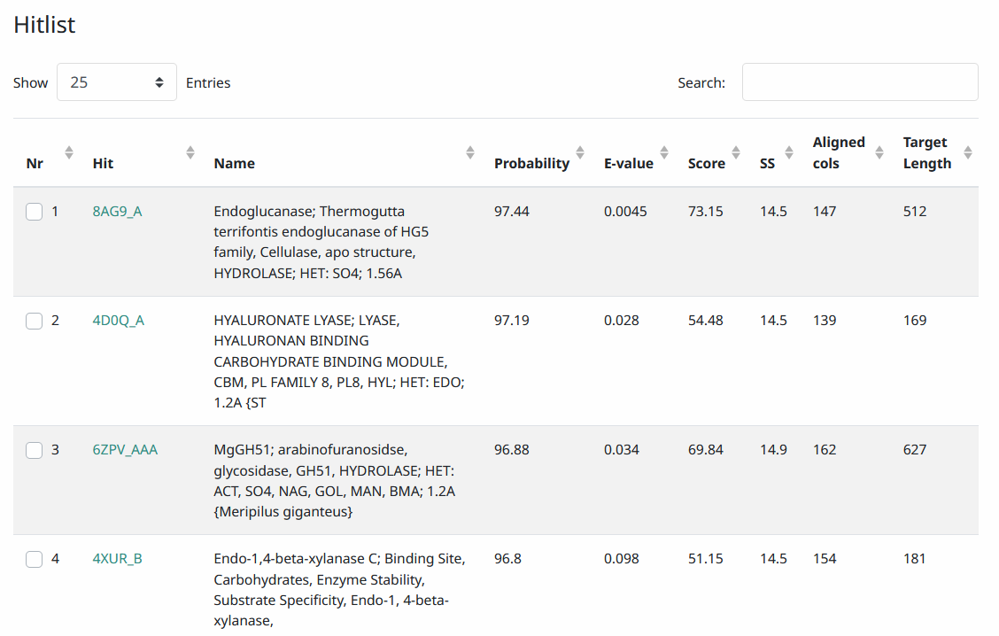 Hitlist
Show 25 Entries Search:
Nr Hit Name Probability E-value Score SS Aligned cols Target Length
1 8AG9_A Endoglucanase; Thermogutta 97.44 0.0045 73.15 14.5 147 512
terrifontis endoglucanase of HG5
family, Cellulase, apo structure,
HYDROLASE; HET: SO4; 1.56A
2 4D0Q_A HYALURONATE LYASE; LYASE, 97.19 0.028 54.48 14.5 139 169
HYALURONAN BINDING
CARBOHYDRATE BINDING MODULE,
CBM, PL FAMILY 8, PL8, HYL; HET: EDO;
1.2A {ST
3 6ZPV_AAA MgGH51; arabinofuranosidse, 96.88 0.034 69.84 14.9 162 627
glycosidase, GH51, HYDROLASE; HET:
ACT, SO4, NAG, GOL, MAN, BMA; 1.2A
{Meripilus giganteus}
4 4XUR_B Endo-1,4-beta-xylanase C; Binding Site, 96.8 0.098 51.15 14.5 154 181
Carbohydrates, Enzyme Stability,
Substrate Specificity, Endo-1, 4-beta-
xylanase,